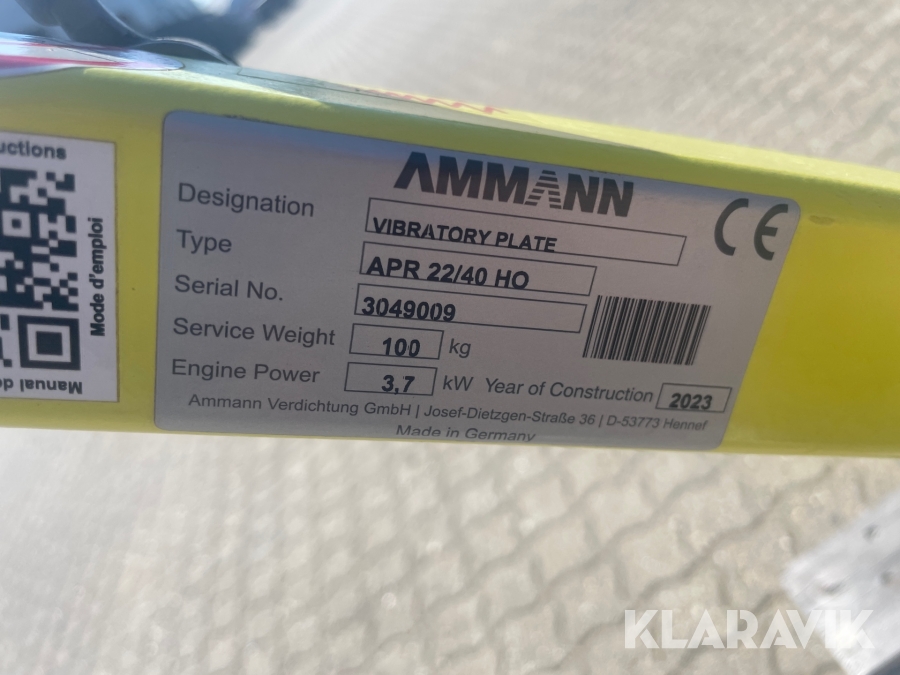 uctions
Mode d'emploi
Manual d
AMMANN
CE
Designation VIBRATORY PLATE
Type APR 22/40 HO
Serial No. 3049009
Service Weight 100 kg
Engine Power 3,7 kW Year of Construction 2023
Ammann Verdichtung GmbH | Josef-Dietzgen-Straße 36 | D-53773 Hennef
Made in Germany
KLARAVIK